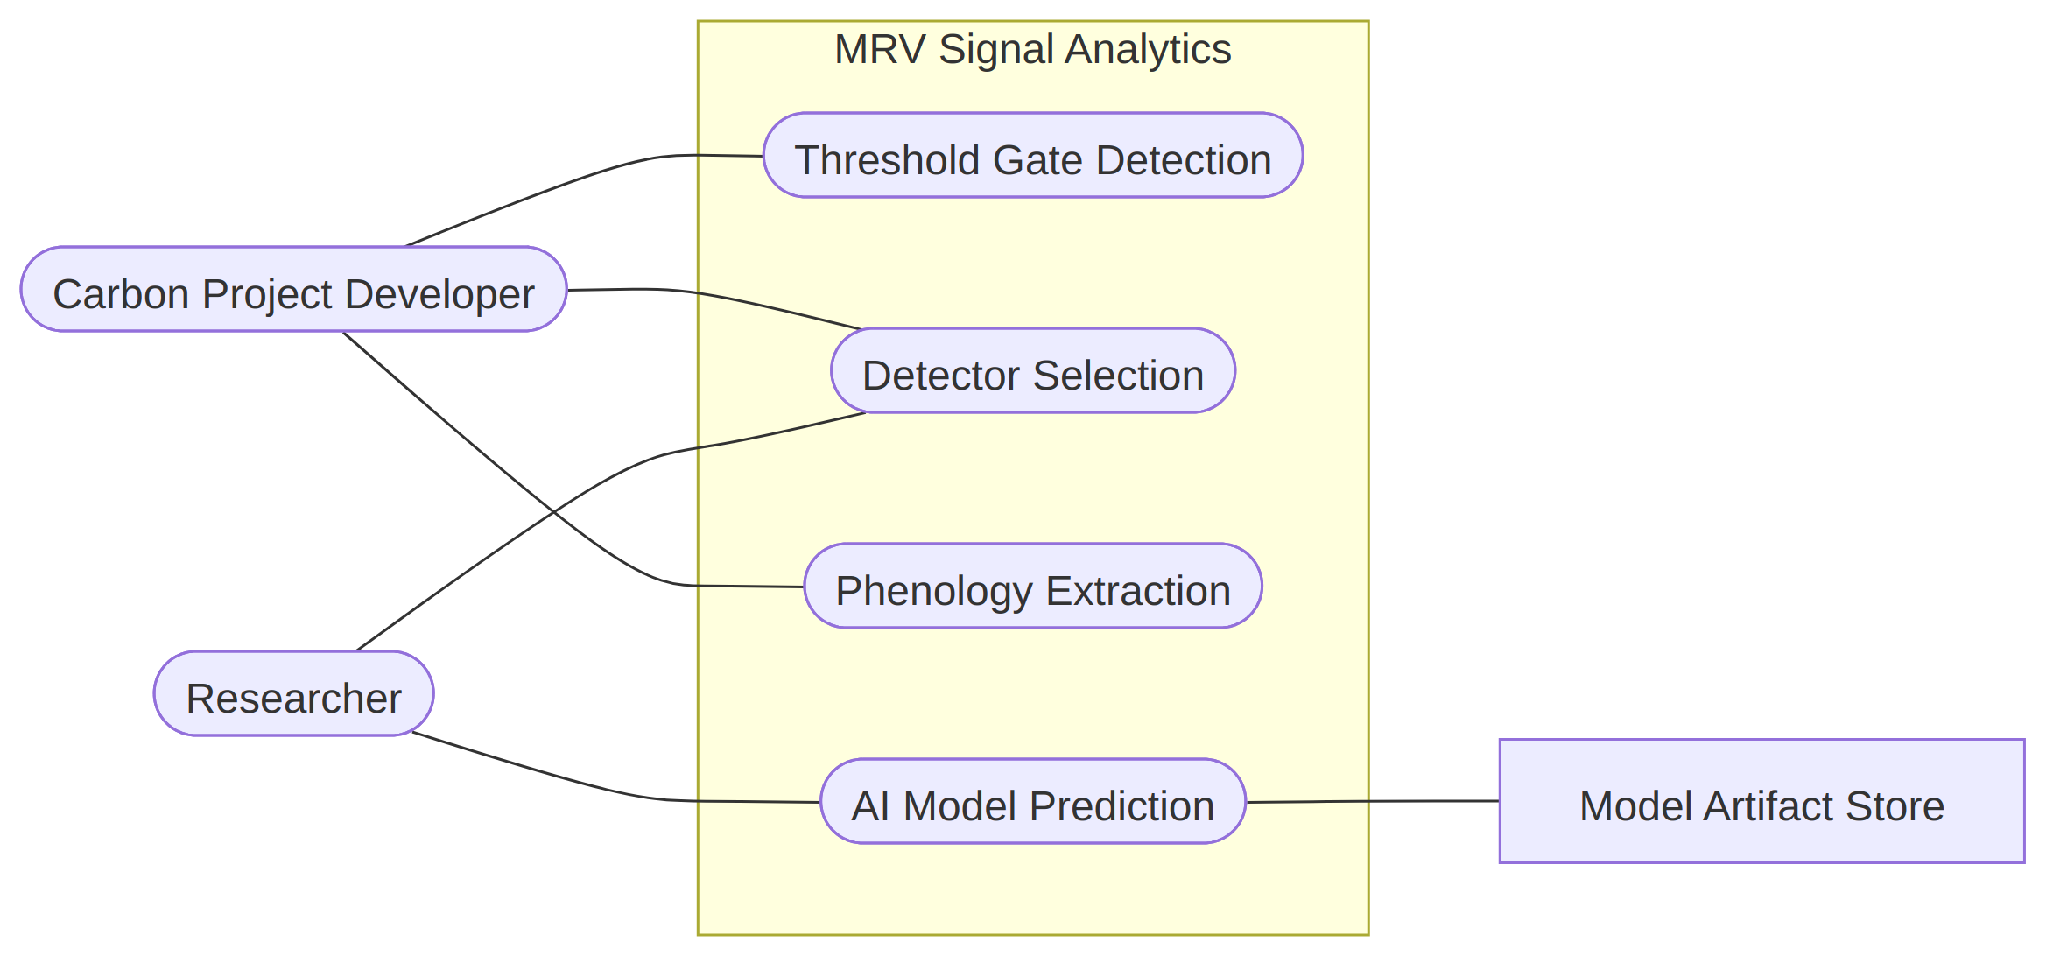 MRV Signal Analytics
Threshold Gate Detection
Carbon Project Developer
Detector Selection
Phenology Extraction
Researcher
AI Model Prediction
Model Artifact Store